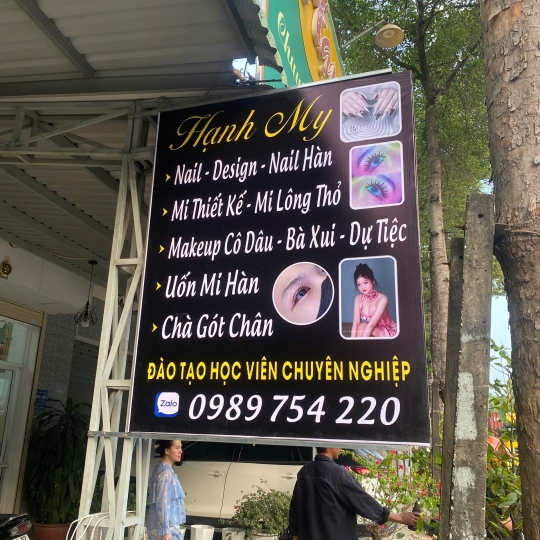 Hạnh My
Nail - Design - Nail Hàn
Mi Thiết Kế - Mi Lông Thỏ
Makeup Cô Dâu - Bà Xui - Dự Tiệc
Uốn Mi Hàn
Chà Gót Chân
ĐÀO TẠO HỌC VIÊN CHUYÊN NGHIỆP
Zalo 0989 754 220